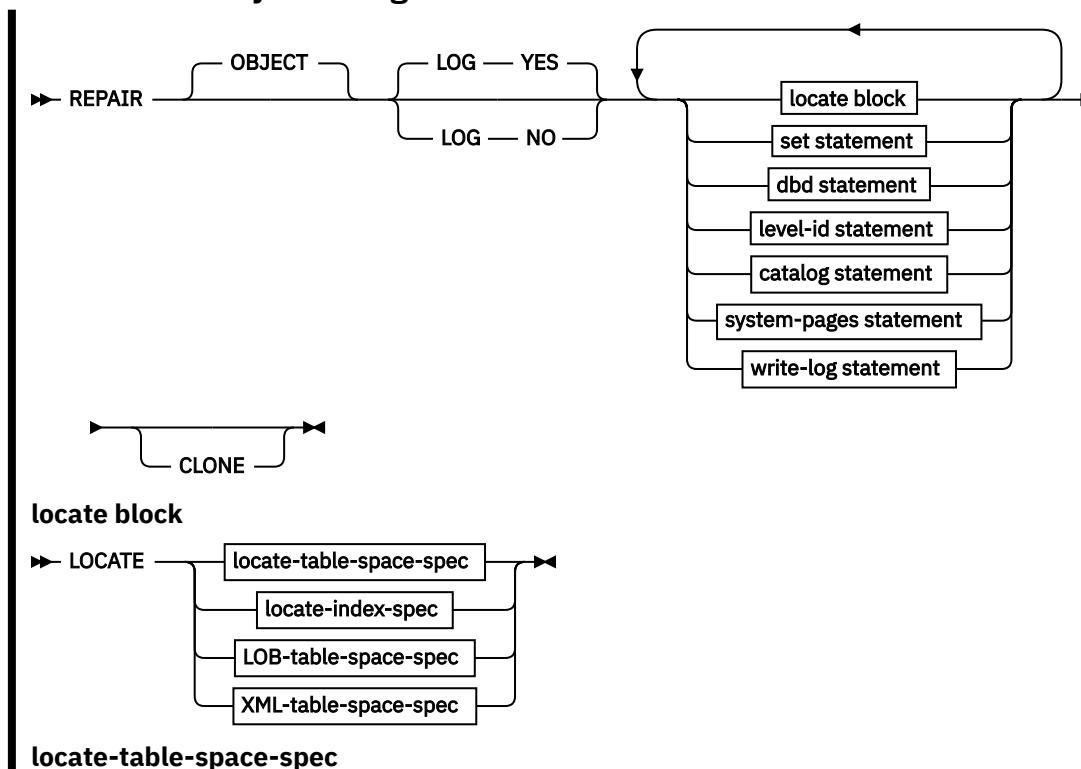 OBJECT
LOG YES
REPAIR
locate block
LOG NO
set statement
dbd statement
level-id statement
catalog statement
system-pages statement
write-log statement
CLONE
locate block
LOCATE
locate-table-space-spec
locate-index-spec
LOB-table-space-spec
XML-table-space-spec
locate-table-space-spec